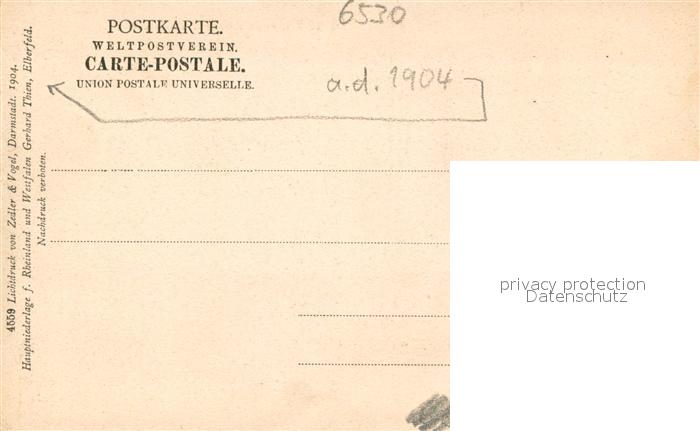 6530
POSTKARTE.
WELTPOSTVEREIN.
CARTE-POSTALE.
UNION POSTALE UNIVERSELLE.
a.d. 1904
4559 Lichtdruck von Zedler & Vogel, Darmstadt. 1904.
Hauptniederlage f. Rheinland und Westfalen Gerhard Thien, Elberfeld.
Nachdruck verboten.
privacy protection
Datenschutz